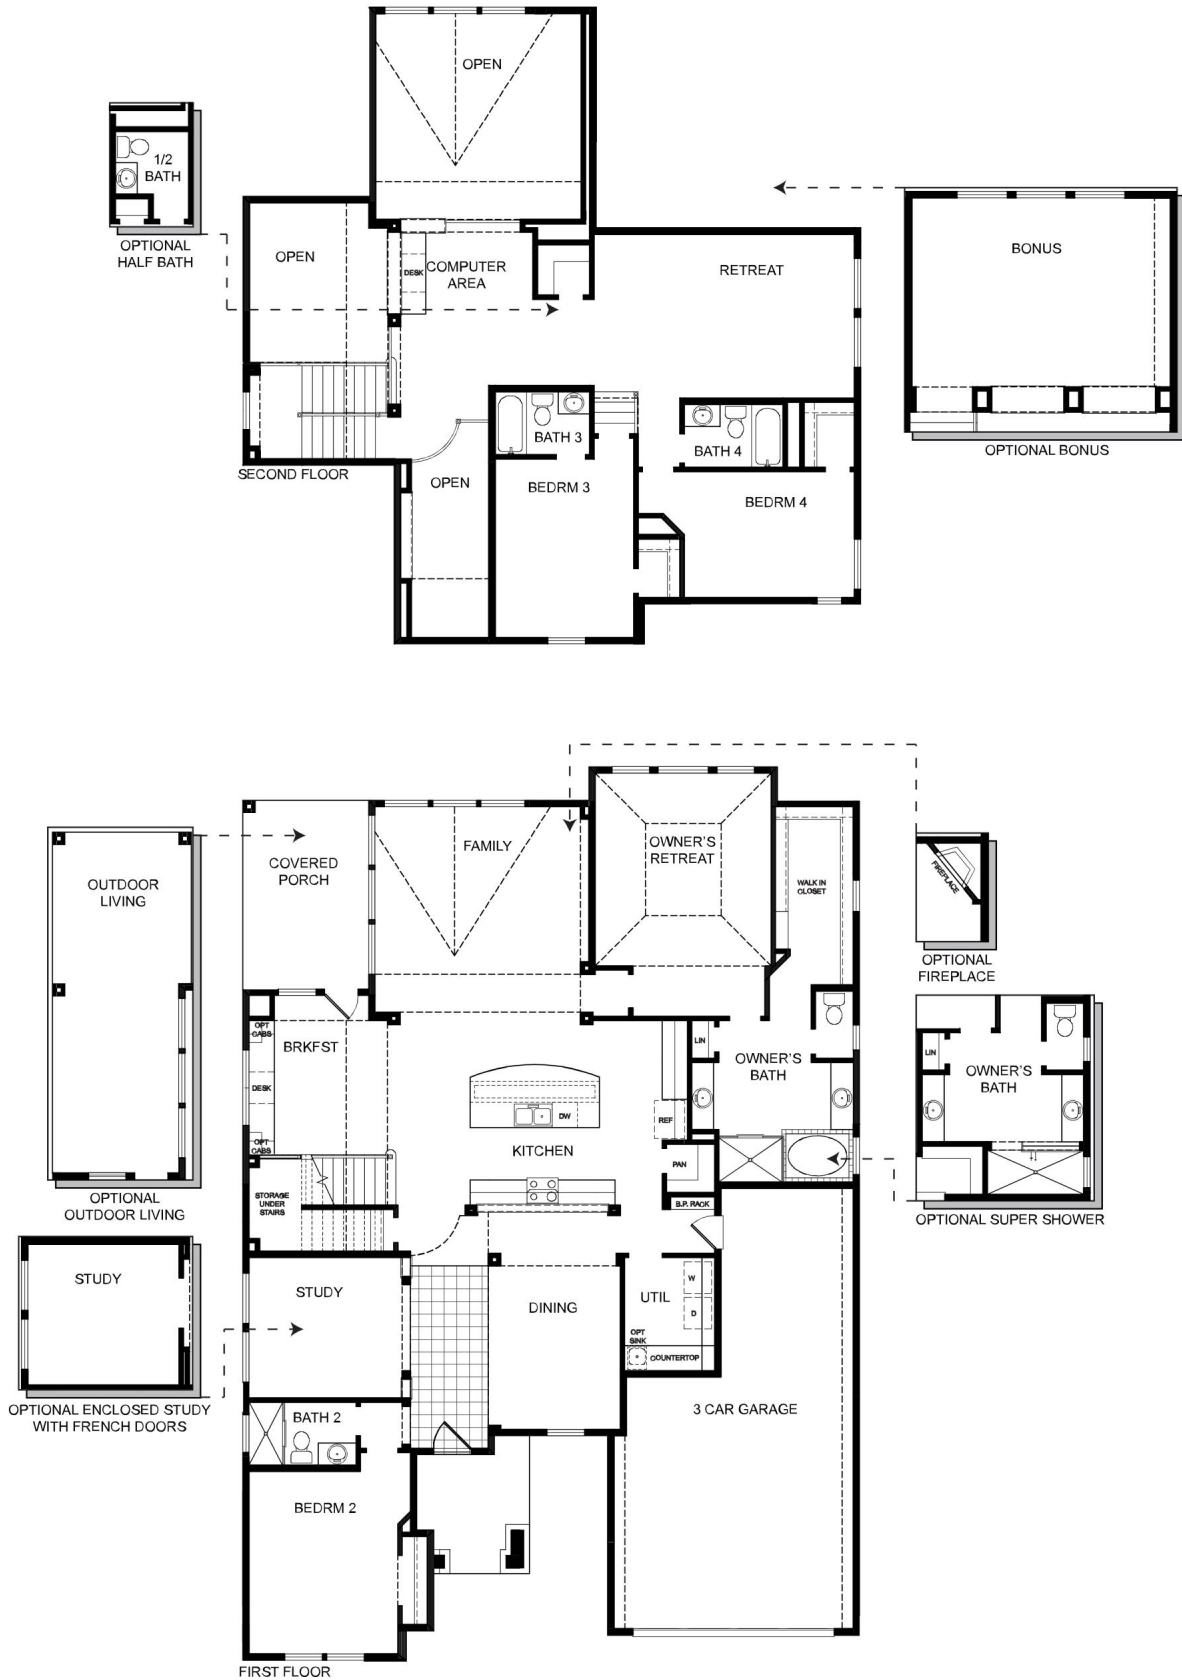 OPEN
1/2
BATH
OPTIONAL
HALF BATH
OPEN
DESK
COMPUTER
AREA
RETREAT
BONUS
OPTIONAL BONUS
BATH 3
BATH 4
SECOND FLOOR
OPEN
BEDRM 3
BEDRM 4
OUTDOOR
LIVING
OPTIONAL
OUTDOOR LIVING
COVERED
PORCH
FAMILY
OWNER'S
RETREAT
WALK IN
CLOSET
FIREPLACE
OPTIONAL
FIREPLACE
OPT
CABS
BRKFST
DESK
OPT
CABS
LIN
OWNER'S
BATH
LIN
OWNER'S
BATH
OPTIONAL SUPER SHOWER
DW
REF
KITCHEN
PAN
B.P. RACK
STORAGE
UNDER
STAIRS
STUDY
OPTIONAL ENCLOSED STUDY
WITH FRENCH DOORS
STUDY
DINING
UTIL
W
D
OPT
SINK
COUNTERTOP
3 CAR GARAGE
BATH 2
BEDRM 2
FIRST FLOOR